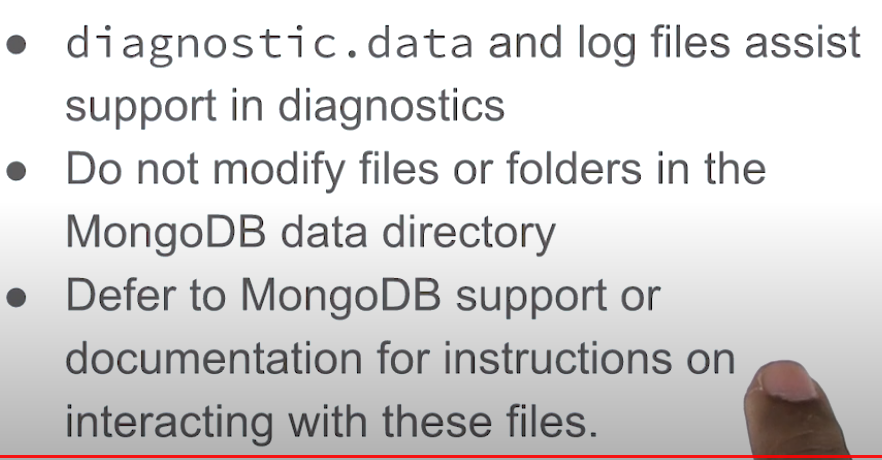 ● diagnostic.data and log files assist
support in diagnostics
● Do not modify files or folders in the
MongoDB data directory
● Defer to MongoDB support or
documentation for instructions on
interacting with these files.